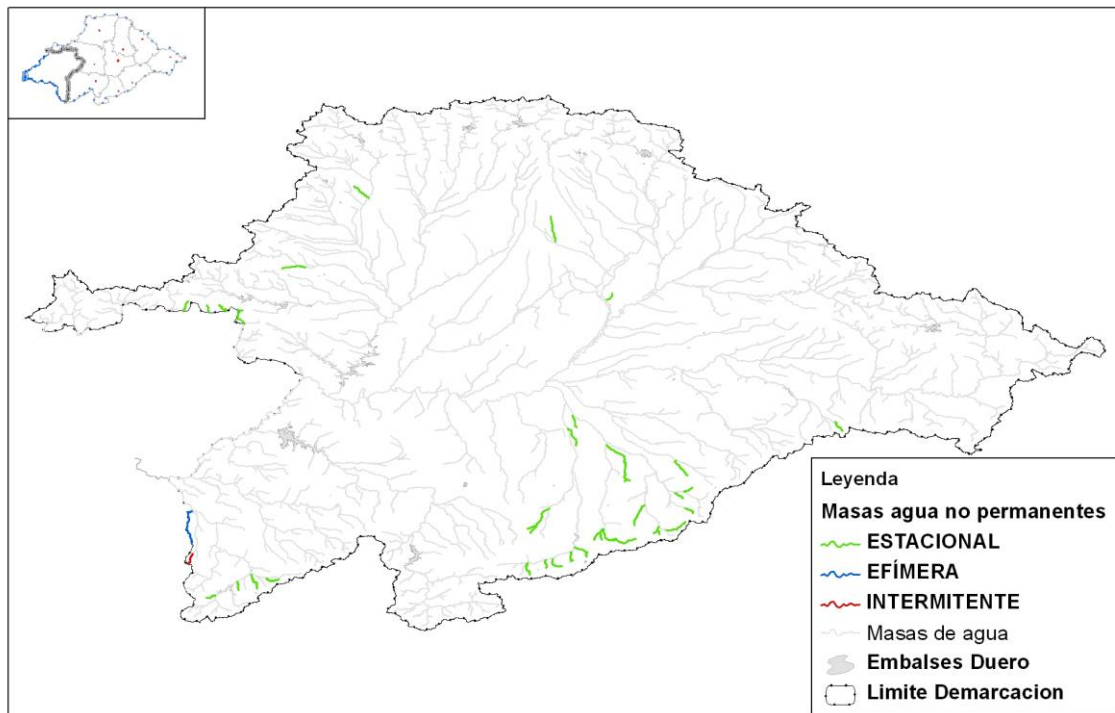 Leyenda
Masas agua no permanentes
ESTACIONAL
EFÍMERA
INTERMITENTE
Masas de agua
Embalses Duero
Limite Demarcacion